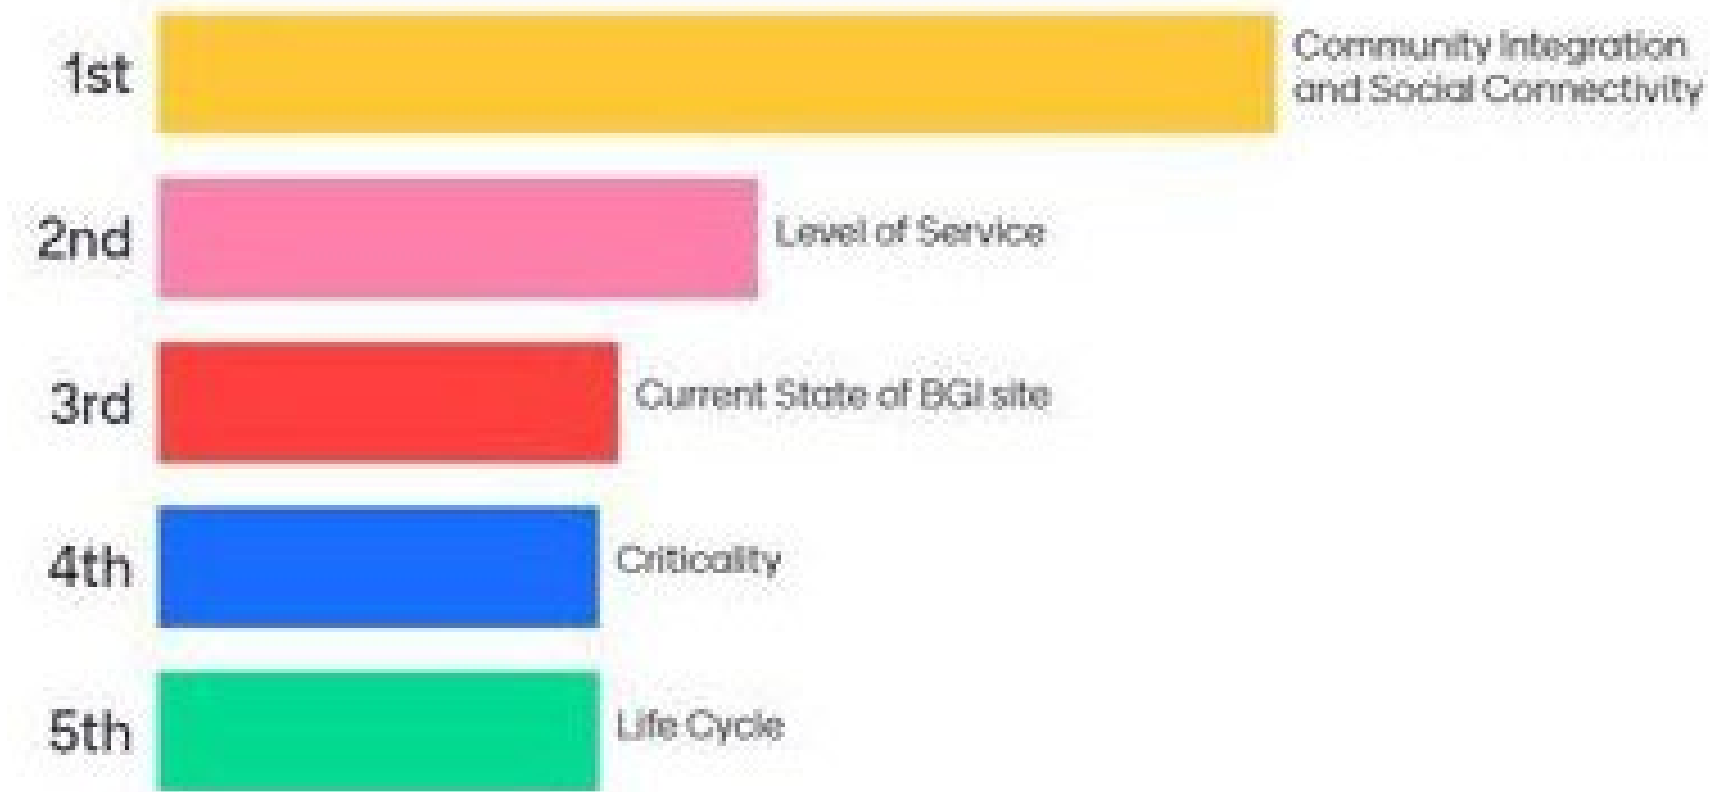 1st
Community Integration
and Social Connectivity
2nd
Level of Service
3rd
Current State of BGI site
4th
Criticality
5th
Life Cycle